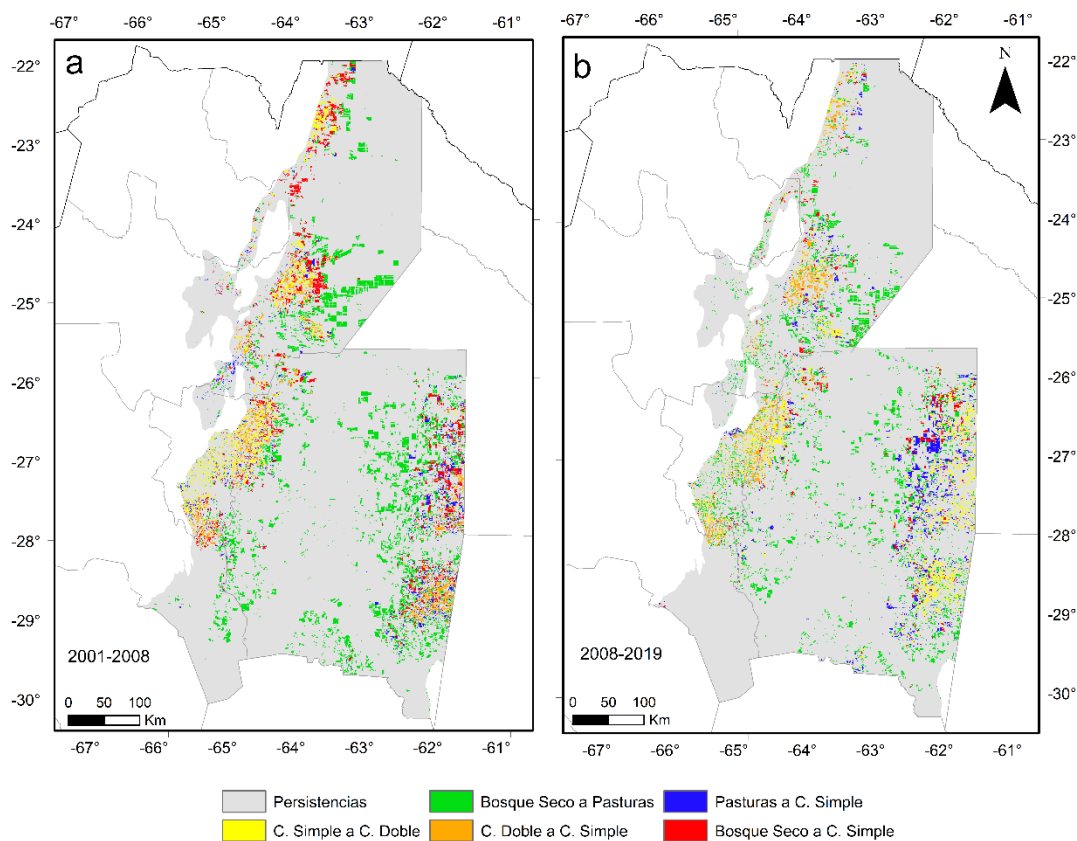 -67° -66° -65° -64° -63° -62° -61° -67° -66° -65° -64° -63° -62° -61°
a
b
N
-22° -22°
-23° -23°
-24° -24°
-25° -25°
-26° -26°
-27° -27°
-28° -28°
-29° -29°
-30° -30°
2001-2008
2008-2019
0 50 100
Km
0 50 100
Km
-67° -66° -65° -64° -63° -62° -61° -67° -66° -65° -64° -63° -62° -61°
Persistencias Bosque Seco a Pasturas Pasturas a C. Simple
C. Simple a C. Doble C. Doble a C. Simple Bosque Seco a C. Simple